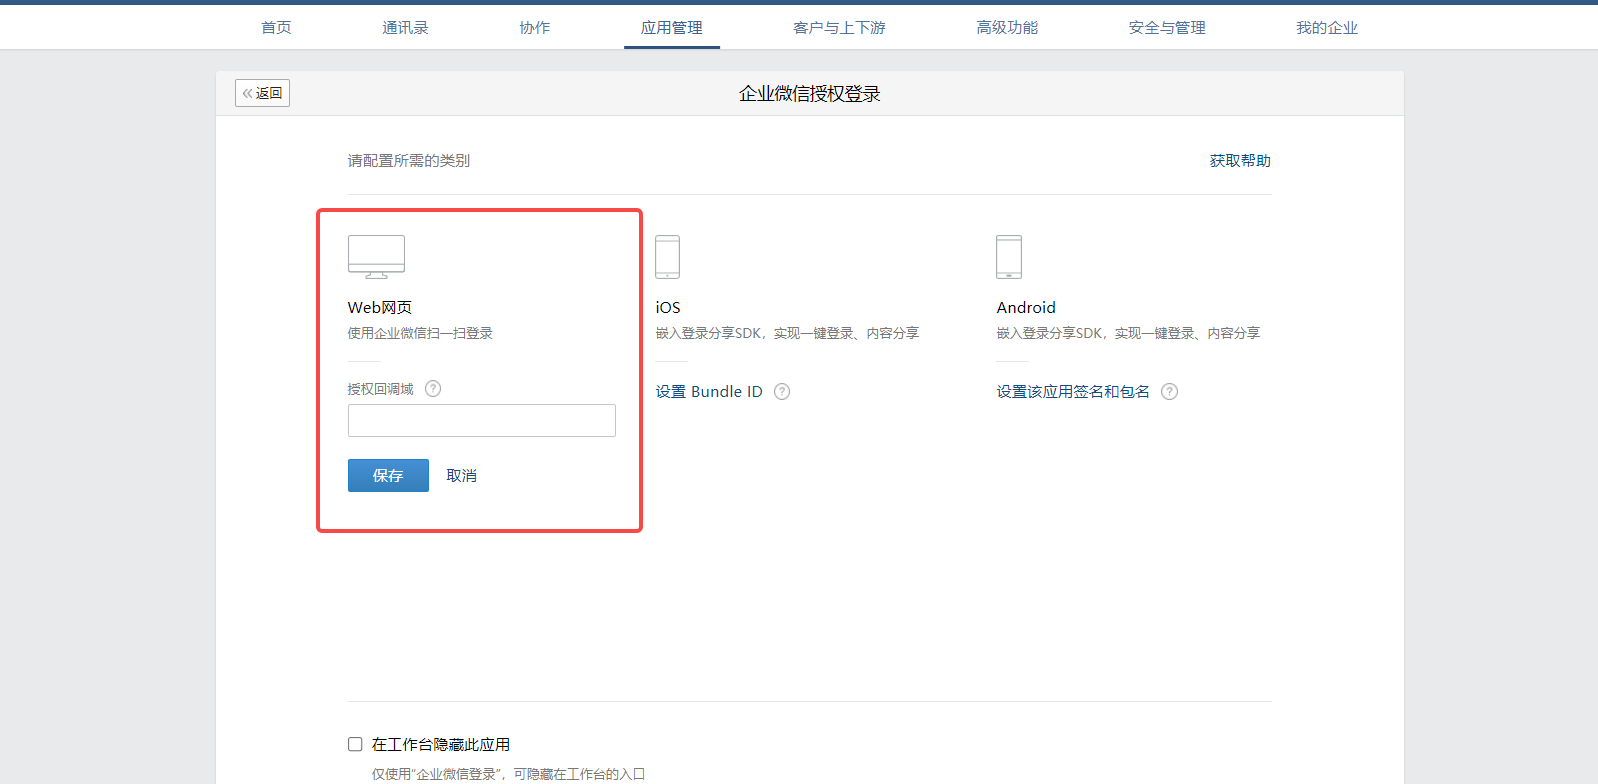 首页 通讯录 协作 应用管理 客户与上下游 高级功能 安全与管理 我的企业
«返回 企业微信授权登录
请配置所需的类别 获取帮助
Web网页 iOS Android
使用企业微信扫一扫登录 嵌入登录分享SDK，实现一键登录、内容分享 嵌入登录分享SDK，实现一键登录、内容分享
授权回调域 ? 设置 Bundle ID ? 设置该应用签名和包名 ?
保存 取消
在工作台隐藏此应用
仅使用“企业微信登录”，可隐藏在工作台的入口